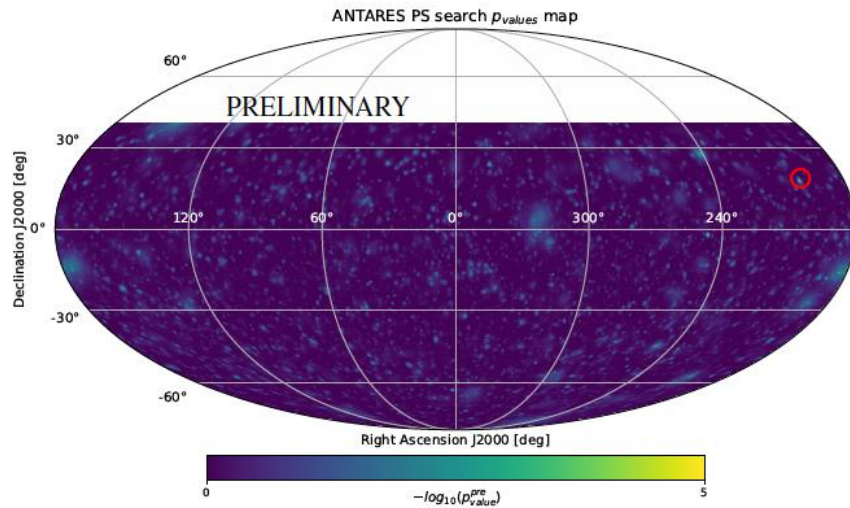 ANTARES PS search p_values map
60°
PRELIMINARY
30°
120° 60° 0° 300° 240°
0°
-30°
-60°
Declination J2000 [deg]
Right Ascension J2000 [deg]
0 5
−log₁₀(p^pre_value)